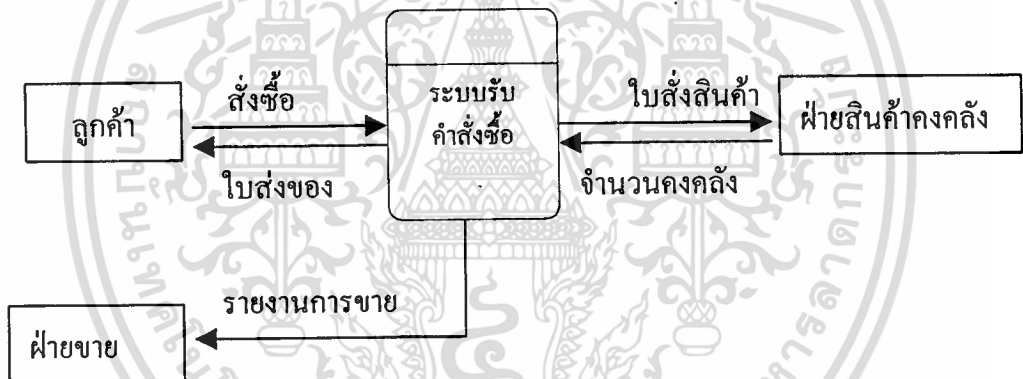 ลูกค้า
สั่งซื้อ
ใบส่งของ
ระบบรับ
คำสั่งซื้อ
ใบสั่งสินค้า
จำนวนคงคลัง
ฝ่ายสินค้าคงคลัง
รายงานการขาย
ฝ่ายขาย